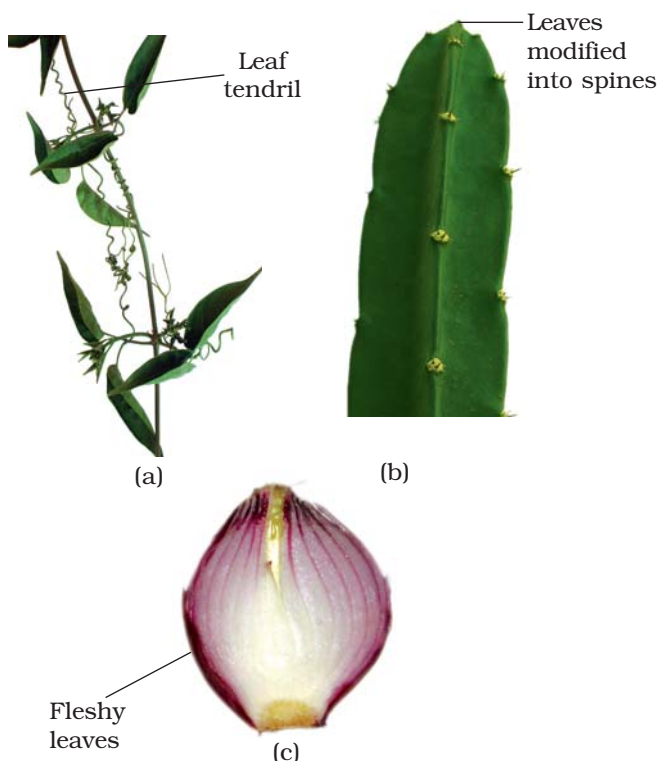 Leaf
tendril
Leaves
modified
into spines
(a)
(b)
Fleshy
leaves
(c)